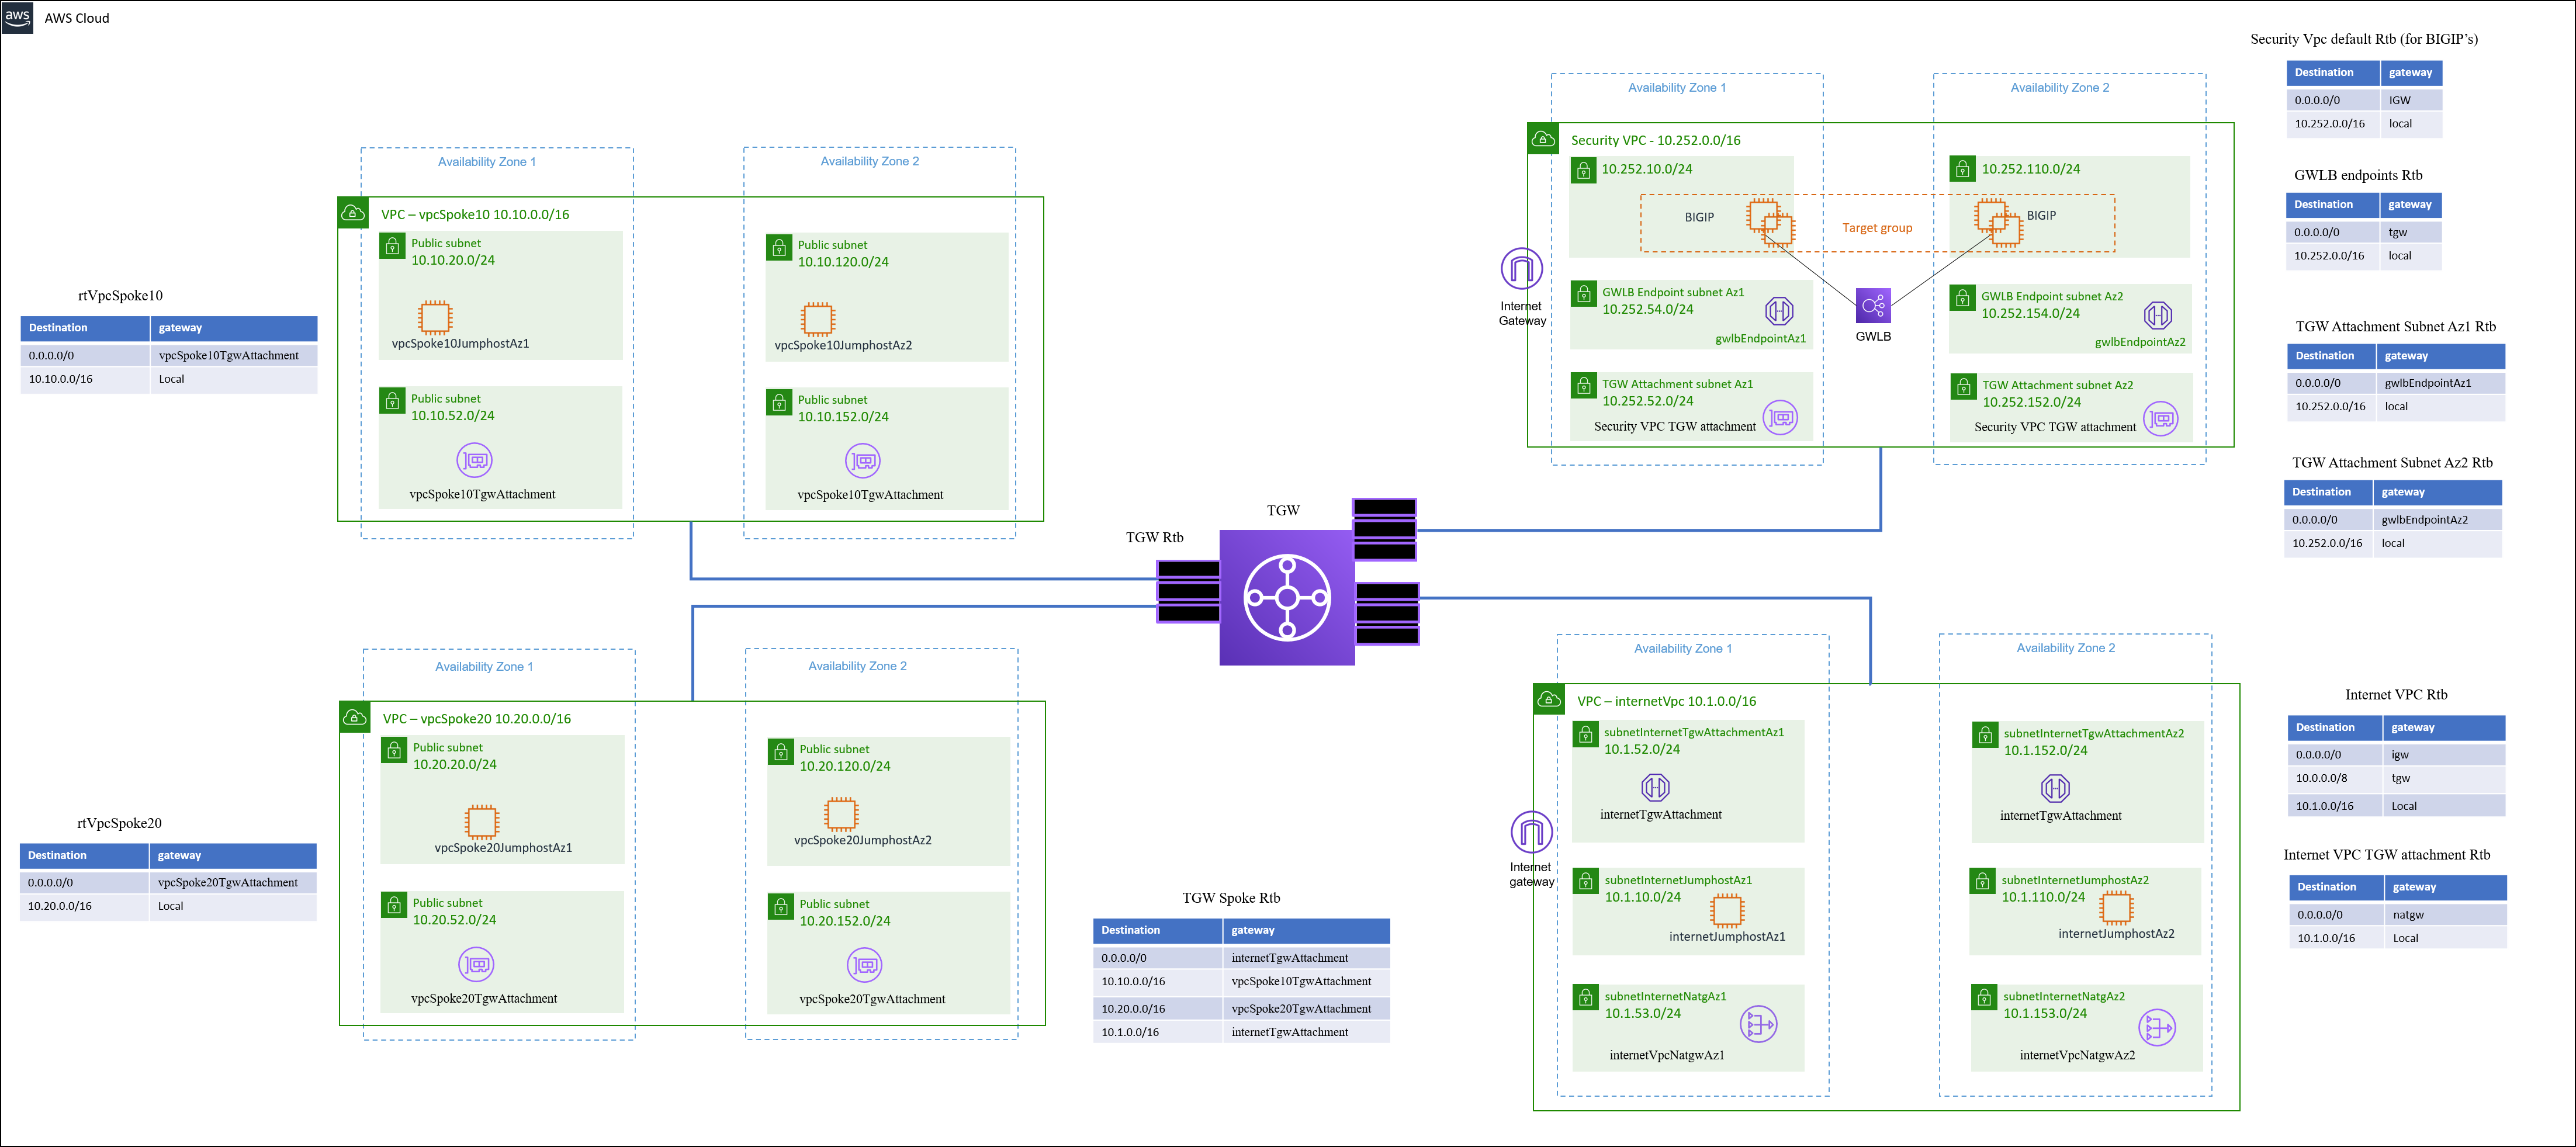 aws
AWS Cloud
rtVpcSpoke10
Destination gateway
0.0.0.0/0 vpcSpoke10TgwAttachment
10.10.0.0/16 Local
Availability Zone 1
Availability Zone 2
VPC – vpcSpoke10 10.10.0.0/16
Public subnet
10.10.20.0/24
vpcSpoke10JumphostAz1
Public subnet
10.10.120.0/24
vpcSpoke10JumphostAz2
Public subnet
10.10.52.0/24
vpcSpoke10TgwAttachment
Public subnet
10.10.152.0/24
vpcSpoke10TgwAttachment
rtVpcSpoke20
Destination gateway
0.0.0.0/0 vpcSpoke20TgwAttachment
10.20.0.0/16 Local
Availability Zone 1
Availability Zone 2
VPC – vpcSpoke20 10.20.0.0/16
Public subnet
10.20.20.0/24
vpcSpoke20JumphostAz1
Public subnet
10.20.120.0/24
vpcSpoke20JumphostAz2
Public subnet
10.20.52.0/24
vpcSpoke20TgwAttachment
Public subnet
10.20.152.0/24
vpcSpoke20TgwAttachment
TGW Rtb
TGW
TGW Spoke Rtb
Destination gateway
0.0.0.0/0 internetTgwAttachment
10.10.0.0/16 vpcSpoke10TgwAttachment
10.20.0.0/16 vpcSpoke20TgwAttachment
10.1.0.0/16 internetTgwAttachment
Availability Zone 1
Availability Zone 2
Security VPC - 10.252.0.0/16
10.252.10.0/24
10.252.110.0/24
BIGIP
Target group
BIGIP
Internet
Gateway
GWLB Endpoint subnet Az1
10.252.54.0/24
gwlbEndpointAz1
GWLB
GWLB Endpoint subnet Az2
10.252.154.0/24
gwlbEndpointAz2
TGW Attachment subnet Az1
10.252.52.0/24
Security VPC TGW attachment
TGW Attachment subnet Az2
10.252.152.0/24
Security VPC TGW attachment
Availability Zone 1
Availability Zone 2
VPC – internetVpc 10.1.0.0/16
subnetInternetTgwAttachmentAz1
10.1.52.0/24
internetTgwAttachment
subnetInternetTgwAttachmentAz2
10.1.152.0/24
internetTgwAttachment
Internet
gateway
subnetInternetJumphostAz1
10.1.10.0/24
internetJumphostAz1
subnetInternetJumphostAz2
10.1.110.0/24
internetJumphostAz2
subnetInternetNatgAz1
10.1.53.0/24
internetVpcNatgwAz1
subnetInternetNatgAz2
10.1.153.0/24
internetVpcNatgwAz2
Security Vpc default Rtb (for BIGIP’s)
Destination gateway
0.0.0.0/0 IGW
10.252.0.0/16 local
GWLB endpoints Rtb
Destination gateway
0.0.0.0/0 tgw
10.252.0.0/16 local
TGW Attachment Subnet Az1 Rtb
Destination gateway
0.0.0.0/0 gwlbEndpointAz1
10.252.0.0/16 local
TGW Attachment Subnet Az2 Rtb
Destination gateway
0.0.0.0/0 gwlbEndpointAz2
10.252.0.0/16 local
Internet VPC Rtb
Destination gateway
0.0.0.0/0 igw
10.0.0.0/8 tgw
10.1.0.0/16 Local
Internet VPC TGW attachment Rtb
Destination gateway
0.0.0.0/0 natgw
10.1.0.0/16 Local